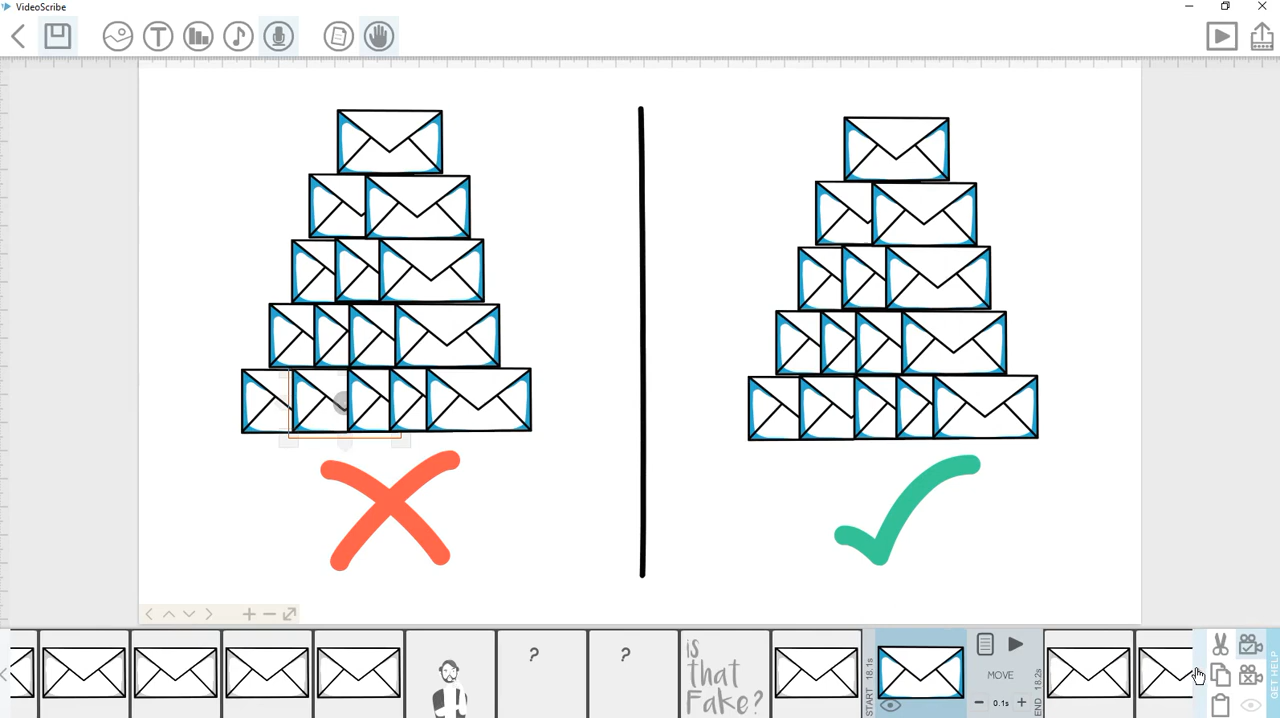 VideoScribe
T
?
?
is
that
Fake?
START 18.1s
MOVE
- 0.1s +
END 18.2s
GET HELP